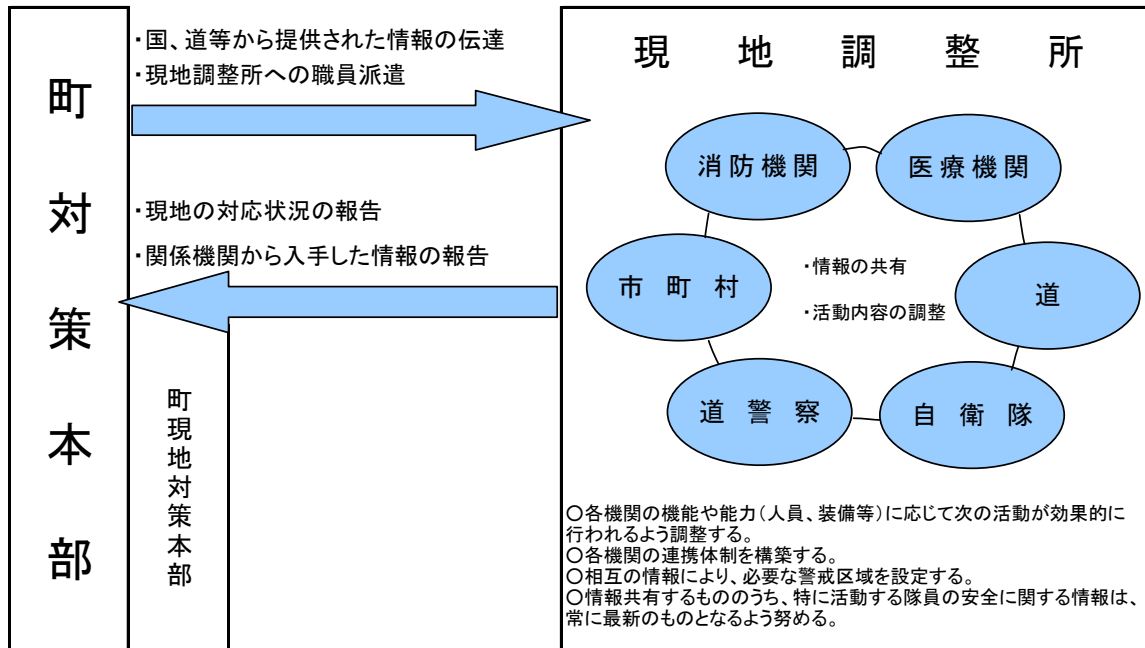 町対策本部
・国、道等から提供された情報の伝達
・現地調整所への職員派遣
・現地の対応状況の報告
・関係機関から入手した情報の報告
町現地対策本部
現地調整所
消防機関
医療機関
市町村
・情報の共有
・活動内容の調整
道
道警察
自衛隊
○各機関の機能や能力(人員、装備等)に応じて次の活動が効果的に
行われるよう調整する。
○各機関の連携体制を構築する。
○相互の情報により、必要な警戒区域を設定する。
○情報共有するもののうち、特に活動する隊員の安全に関する情報は、
常に最新のものとなるよう努める。